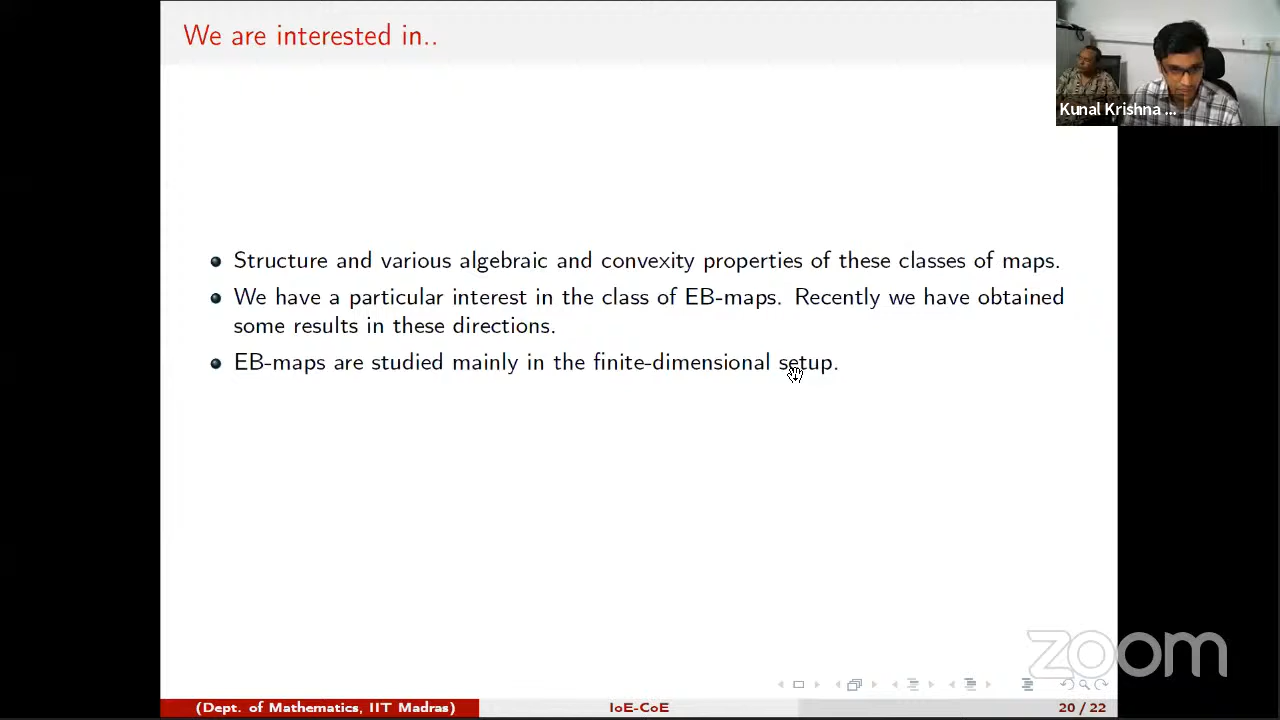 We are interested in..
Kunal Krishna ...
Structure and various algebraic and convexity properties of these classes of maps.
We have a particular interest in the class of EB-maps. Recently we have obtained
some results in these directions.
EB-maps are studied mainly in the finite-dimensional setup.
zoom
(Dept. of Mathematics, IIT Madras)
IoE-CoE
20 / 22